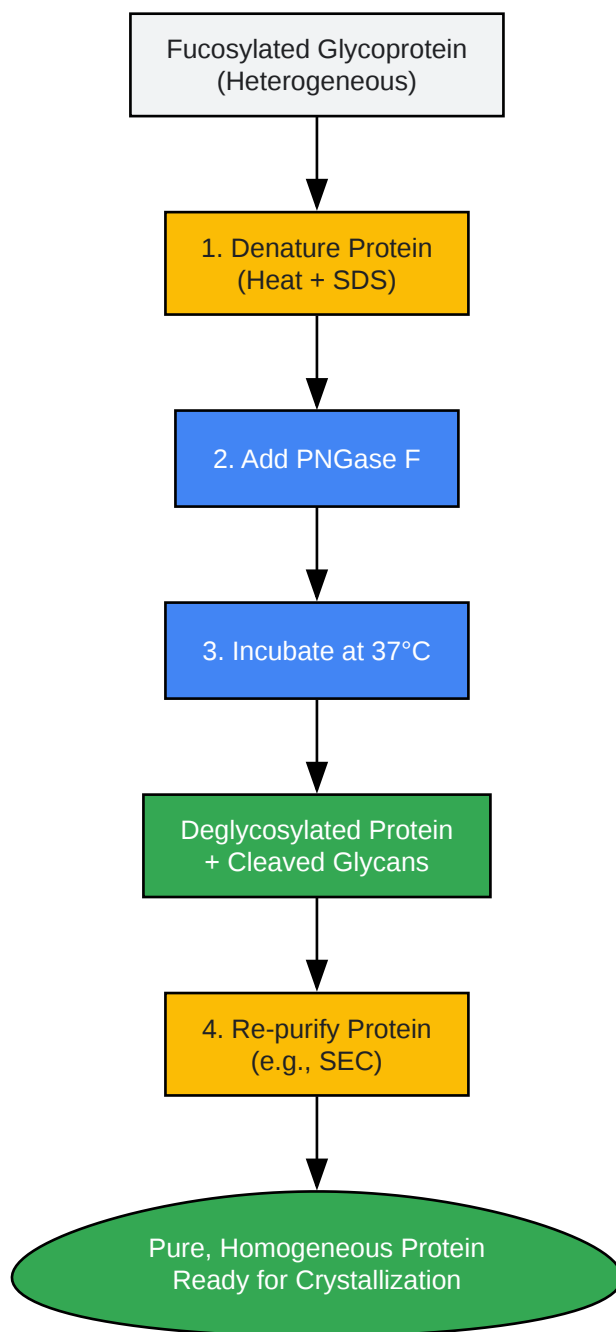 Fucosylated Glycoprotein
(Heterogeneous)
1. Denature Protein
(Heat + SDS)
2. Add PNGase F
3. Incubate at 37°C
Deglycosylated Protein
+ Cleaved Glycans
4. Re-purify Protein
(e.g., SEC)
Pure, Homogeneous Protein
Ready for Crystallization